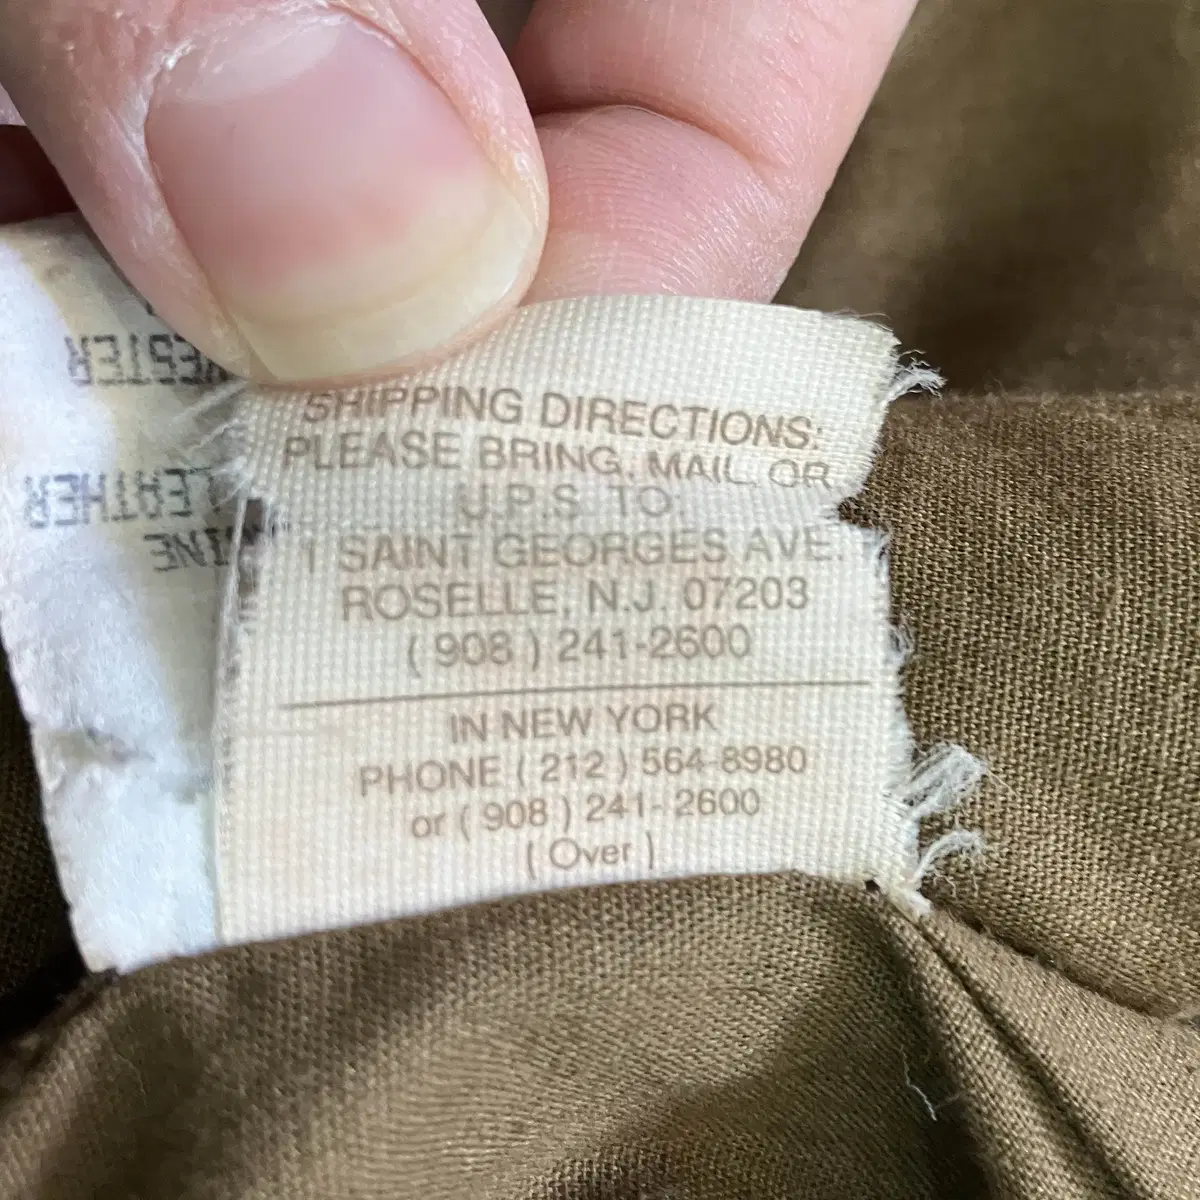 SHIPPING DIRECTIONS:
PLEASE BRING, MAIL, OR
U.P.S. TO:
1 SAINT GEORGES AVE.
ROSELLE, N.J. 07203
( 908 ) 241-2600
IN NEW YORK
PHONE ( 212 ) 564-8980
or ( 908 ) 241-2600
( Over )
LEATHER